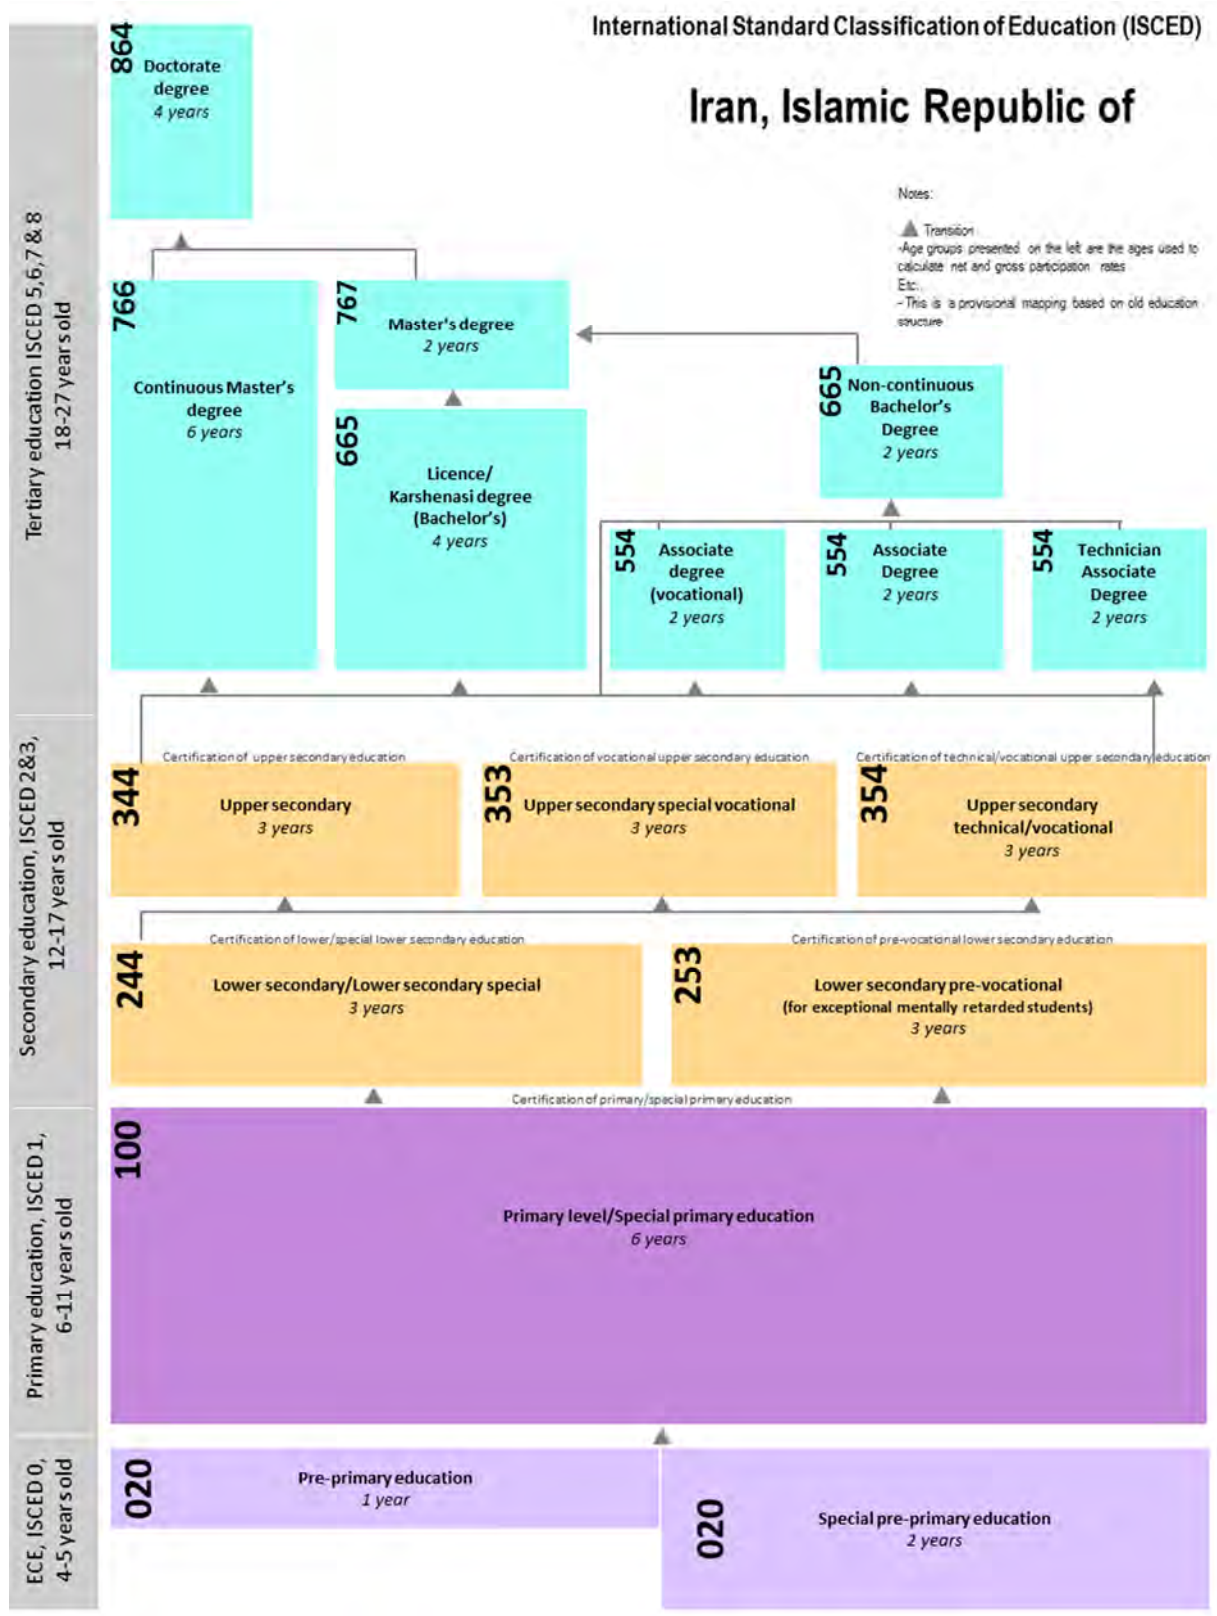 International Standard Classification of Education (ISCED)
Iran, Islamic Republic of
Notes:
Transition
-Age groups presented on the left are the ages used to
calculate net and gross participation rates
Etc.
- This is a provisional mapping based on old education
structure
Tertiary education ISCED 5,6,7 & 8
18-27 years old
864
Doctorate
degree
4 years
766
Continuous Master's
degree
6 years
767
Master's degree
2 years
665
Licence/
Karshenasi degree
(Bachelor's)
4 years
665
Non-continuous
Bachelor's
Degree
2 years
554
Associate
degree
(vocational)
2 years
554
Associate
Degree
2 years
554
Technician
Associate
Degree
2 years
Secondary education, ISCED 2&3,
12-17 years old
Certification of upper secondary education
344
Upper secondary
3 years
Certification of vocational upper secondary education
353
Upper secondary special vocational
3 years
Certification of technical/vocational upper secondary education
354
Upper secondary
technical/vocational
3 years
Certification of lower/special lower secondary education
244
Lower secondary/Lower secondary special
3 years
Certification of pre-vocational lower secondary education
253
Lower secondary pre-vocational
(for exceptional mentally retarded students)
3 years
Primary education, ISCED 1,
6-11 years old
Certification of primary/special primary education
100
Primary level/Special primary education
6 years
ECE, ISCED 0,
4-5 years old
020
Pre-primary education
1 year
020
Special pre-primary education
2 years